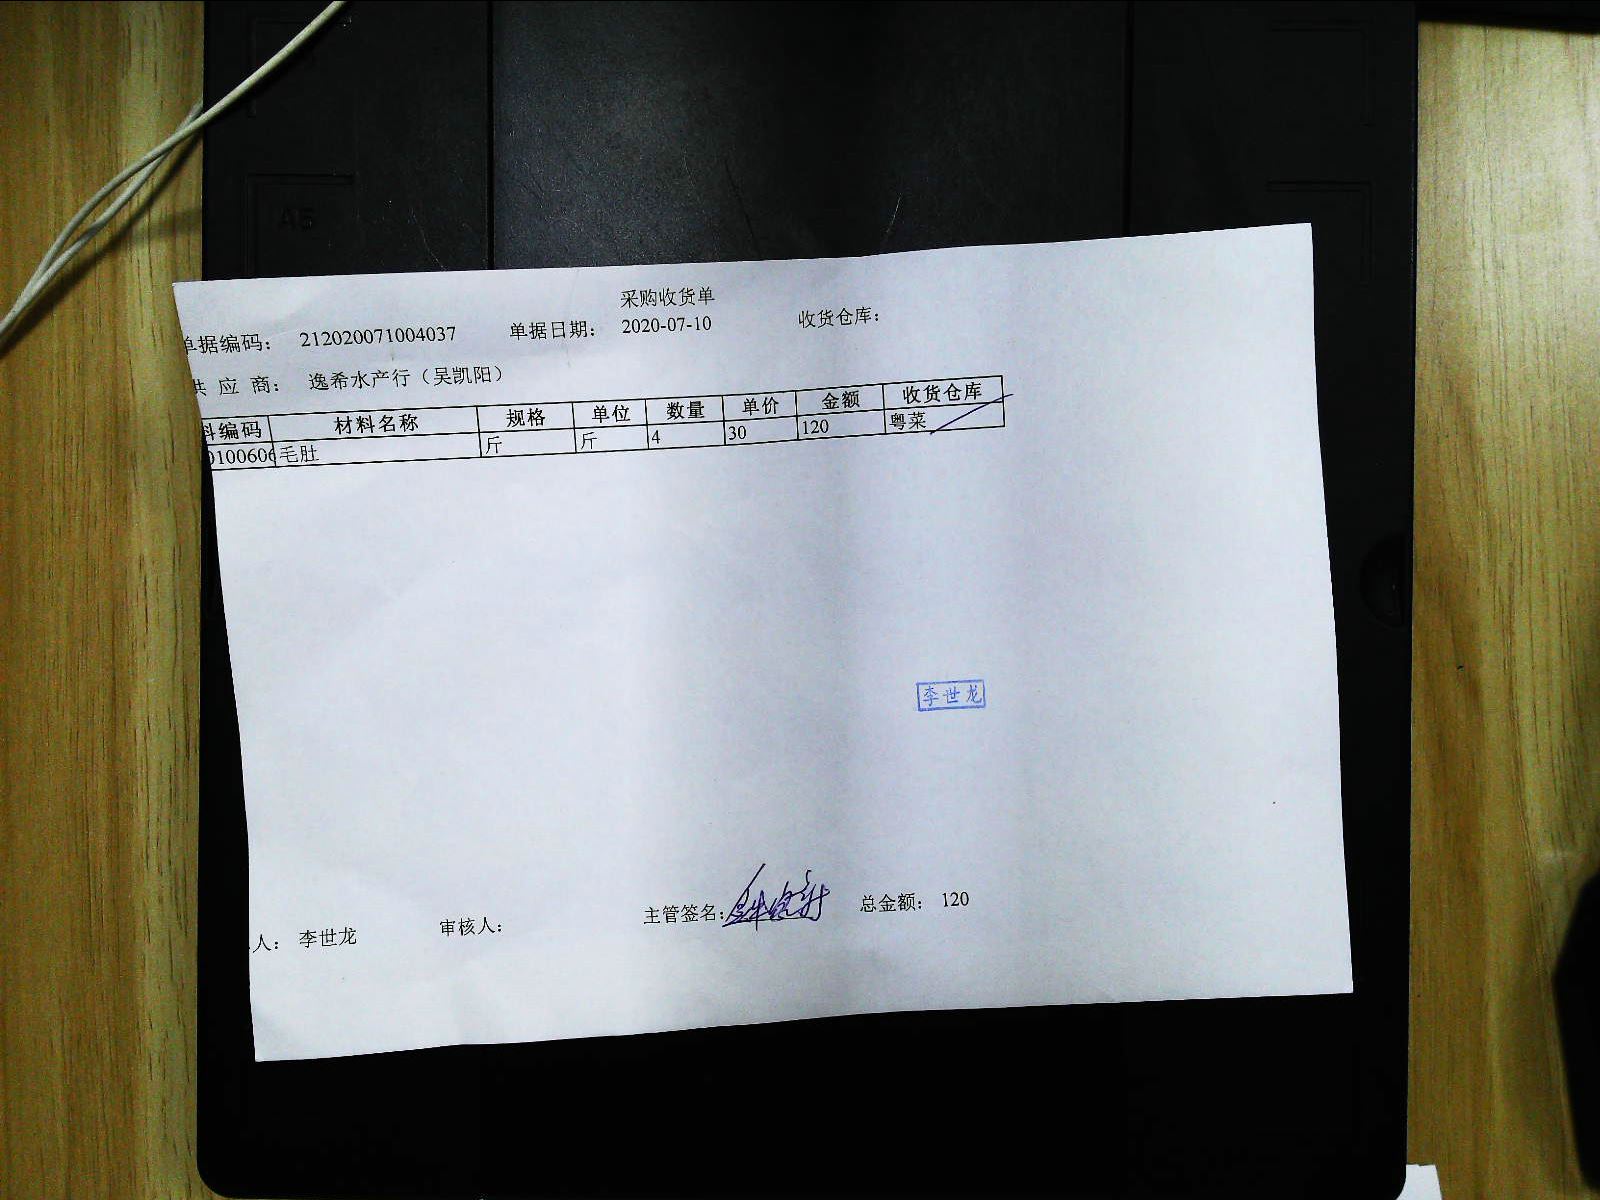 采购收货单
单据编码： 212020071004037 单据日期： 2020-07-10 收货仓库：
供 应 商： 逸希水产行（吴凯阳）
料编码 材料名称 规格 单位 数量 单价 金额 收货仓库
0100606 毛肚 斤 斤 4 30 120 粤菜
李世龙
人： 李世龙 审核人： 主管签名： 总金额： 120
A5